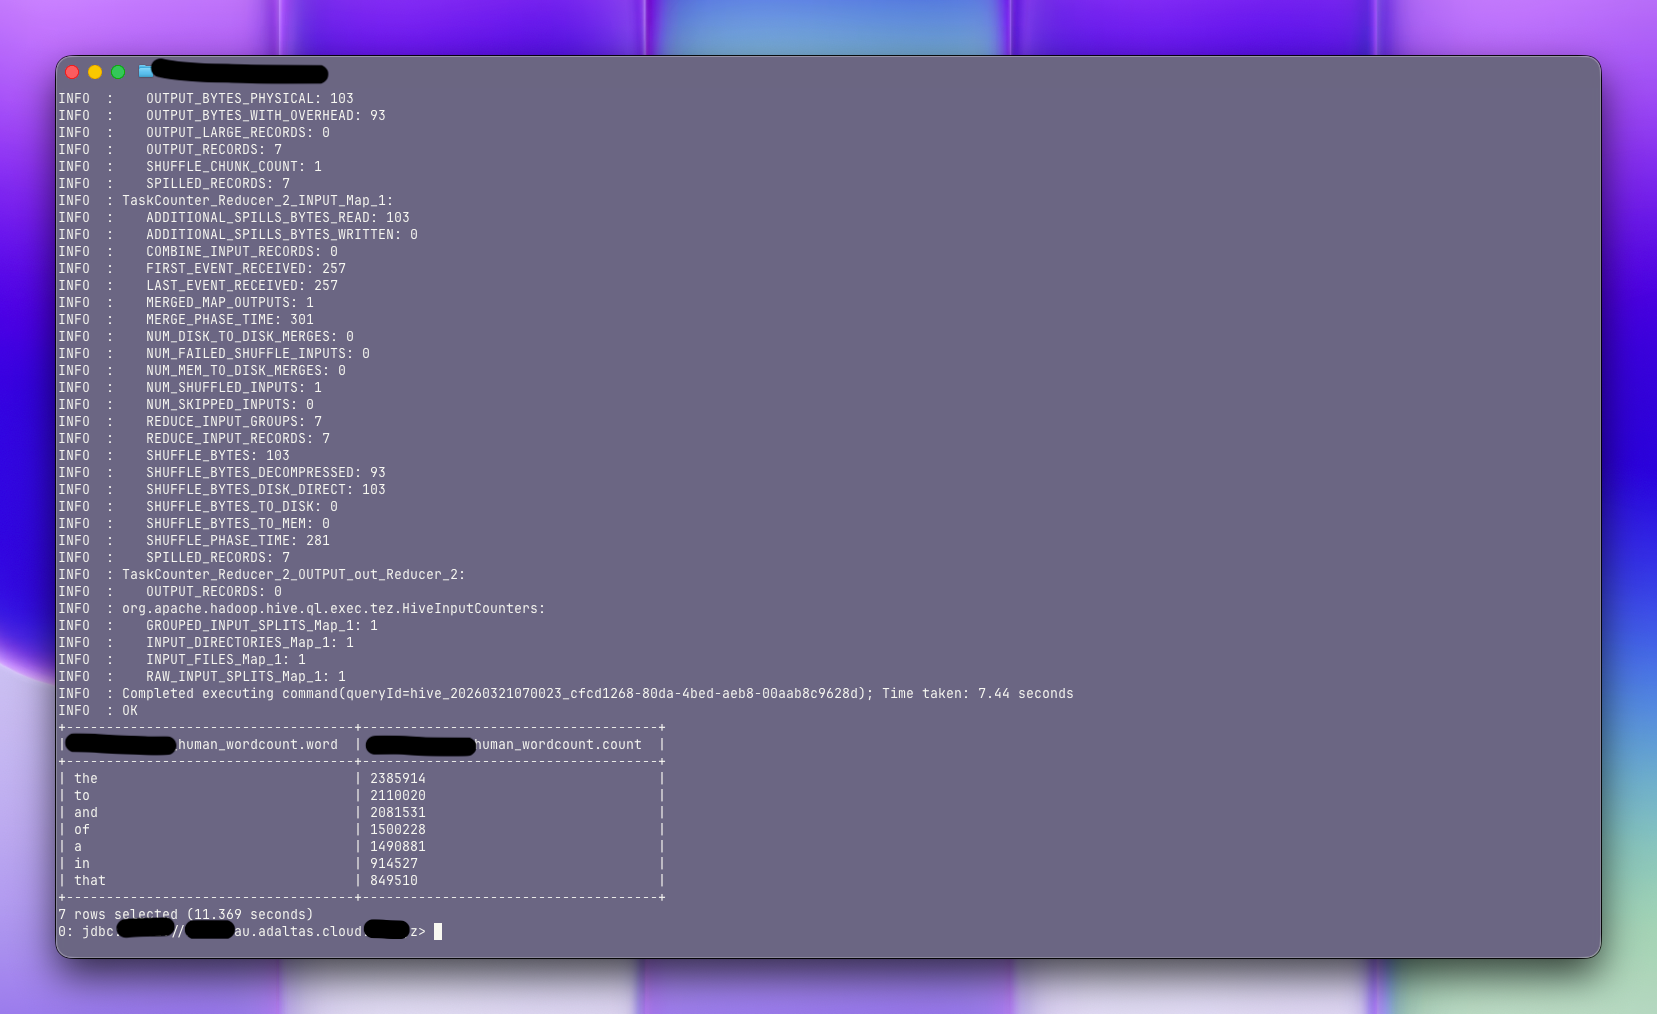 INFO  :     OUTPUT_BYTES_PHYSICAL: 103
INFO  :     OUTPUT_BYTES_WITH_OVERHEAD: 93
INFO  :     OUTPUT_LARGE_RECORDS: 0
INFO  :     OUTPUT_RECORDS: 7
INFO  :     SHUFFLE_CHUNK_COUNT: 1
INFO  :     SPILLED_RECORDS: 7
INFO  : TaskCounter_Reducer_2_INPUT_Map_1:
INFO  :     ADDITIONAL_SPILLS_BYTES_READ: 103
INFO  :     ADDITIONAL_SPILLS_BYTES_WRITTEN: 0
INFO  :     COMBINE_INPUT_RECORDS: 0
INFO  :     FIRST_EVENT_RECEIVED: 257
INFO  :     LAST_EVENT_RECEIVED: 257
INFO  :     MERGED_MAP_OUTPUTS: 1
INFO  :     MERGE_PHASE_TIME: 301
INFO  :     NUM_DISK_TO_DISK_MERGES: 0
INFO  :     NUM_FAILED_SHUFFLE_INPUTS: 0
INFO  :     NUM_MEM_TO_DISK_MERGES: 0
INFO  :     NUM_SHUFFLED_INPUTS: 1
INFO  :     NUM_SKIPPED_INPUTS: 0
INFO  :     REDUCE_INPUT_GROUPS: 7
INFO  :     REDUCE_INPUT_RECORDS: 7
INFO  :     SHUFFLE_BYTES: 103
INFO  :     SHUFFLE_BYTES_DECOMPRESSED: 93
INFO  :     SHUFFLE_BYTES_DISK_DIRECT: 103
INFO  :     SHUFFLE_BYTES_TO_DISK: 0
INFO  :     SHUFFLE_BYTES_TO_MEM: 0
INFO  :     SHUFFLE_PHASE_TIME: 281
INFO  :     SPILLED_RECORDS: 7
INFO  : TaskCounter_Reducer_2_OUTPUT_out_Reducer_2:
INFO  :     OUTPUT_RECORDS: 0
INFO  : org.apache.hadoop.hive.ql.exec.tez.HiveInputCounters:
INFO  :     GROUPED_INPUT_SPLITS_Map_1: 1
INFO  :     INPUT_DIRECTORIES_Map_1: 1
INFO  :     INPUT_FILES_Map_1: 1
INFO  :     RAW_INPUT_SPLITS_Map_1: 1
INFO  : Completed executing command(queryId=hive_20260321070023_cfcd1268-80da-4bed-aeb8-00aab8c9628d); Time taken: 7.44 seconds
INFO  : OK
+------------------------------------+-------------------------------------+
| .human_wordcount.word  | human_wordcount.count  |
+------------------------------------+-------------------------------------+
| the                                | 2385914                             |
| to                                 | 2110020                             |
| and                                | 2081531                             |
| of                                 | 1500228                             |
| a                                  | 1490881                             |
| in                                 | 914527                              |
| that                               | 849510                              |
+------------------------------------+-------------------------------------+
7 rows selected (11.369 seconds)
0: jdbc: // au.adaltas.cloud z>